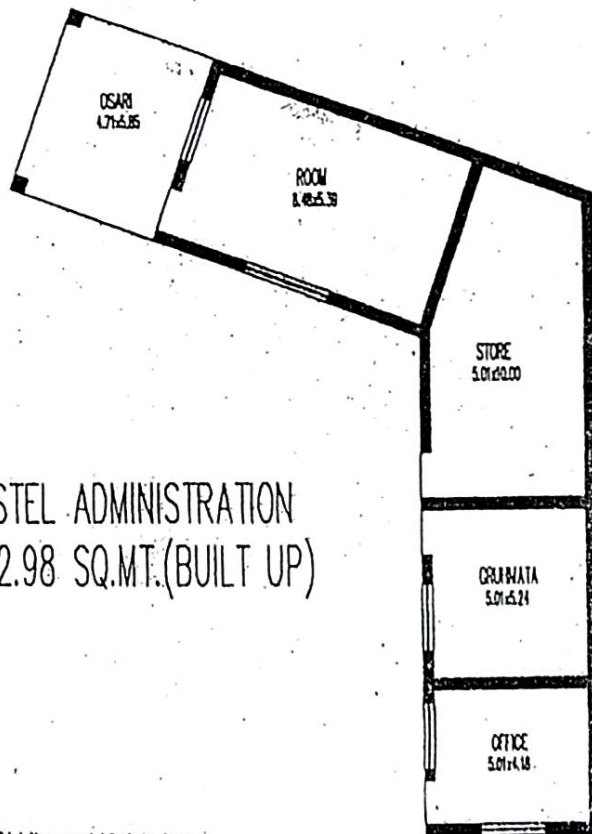 OSARI
4.71x5.85
ROOM
8.48x5.39
STORE
5.01x10.00
STEL ADMINISTRATION
2.98 SQ.MT.(BUILT UP)
GRUHMATA
5.01x5.24
OFFICE
5.01x4.18